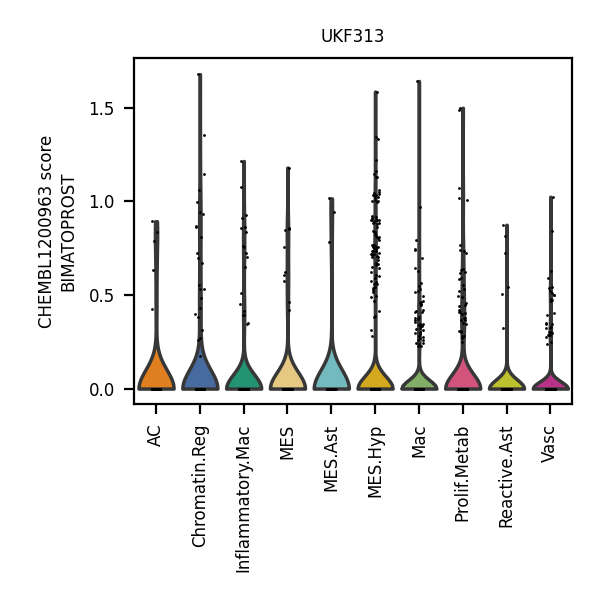 UKF313
CHEMBL1200963 score
BIMATOPROST
1.5
1.0
0.5
0.0
AC
Chromatin.Reg
Inflammatory.Mac
MES
MES.Ast
MES.Hyp
Mac
Prolif.Metab
Reactive.Ast
Vasc